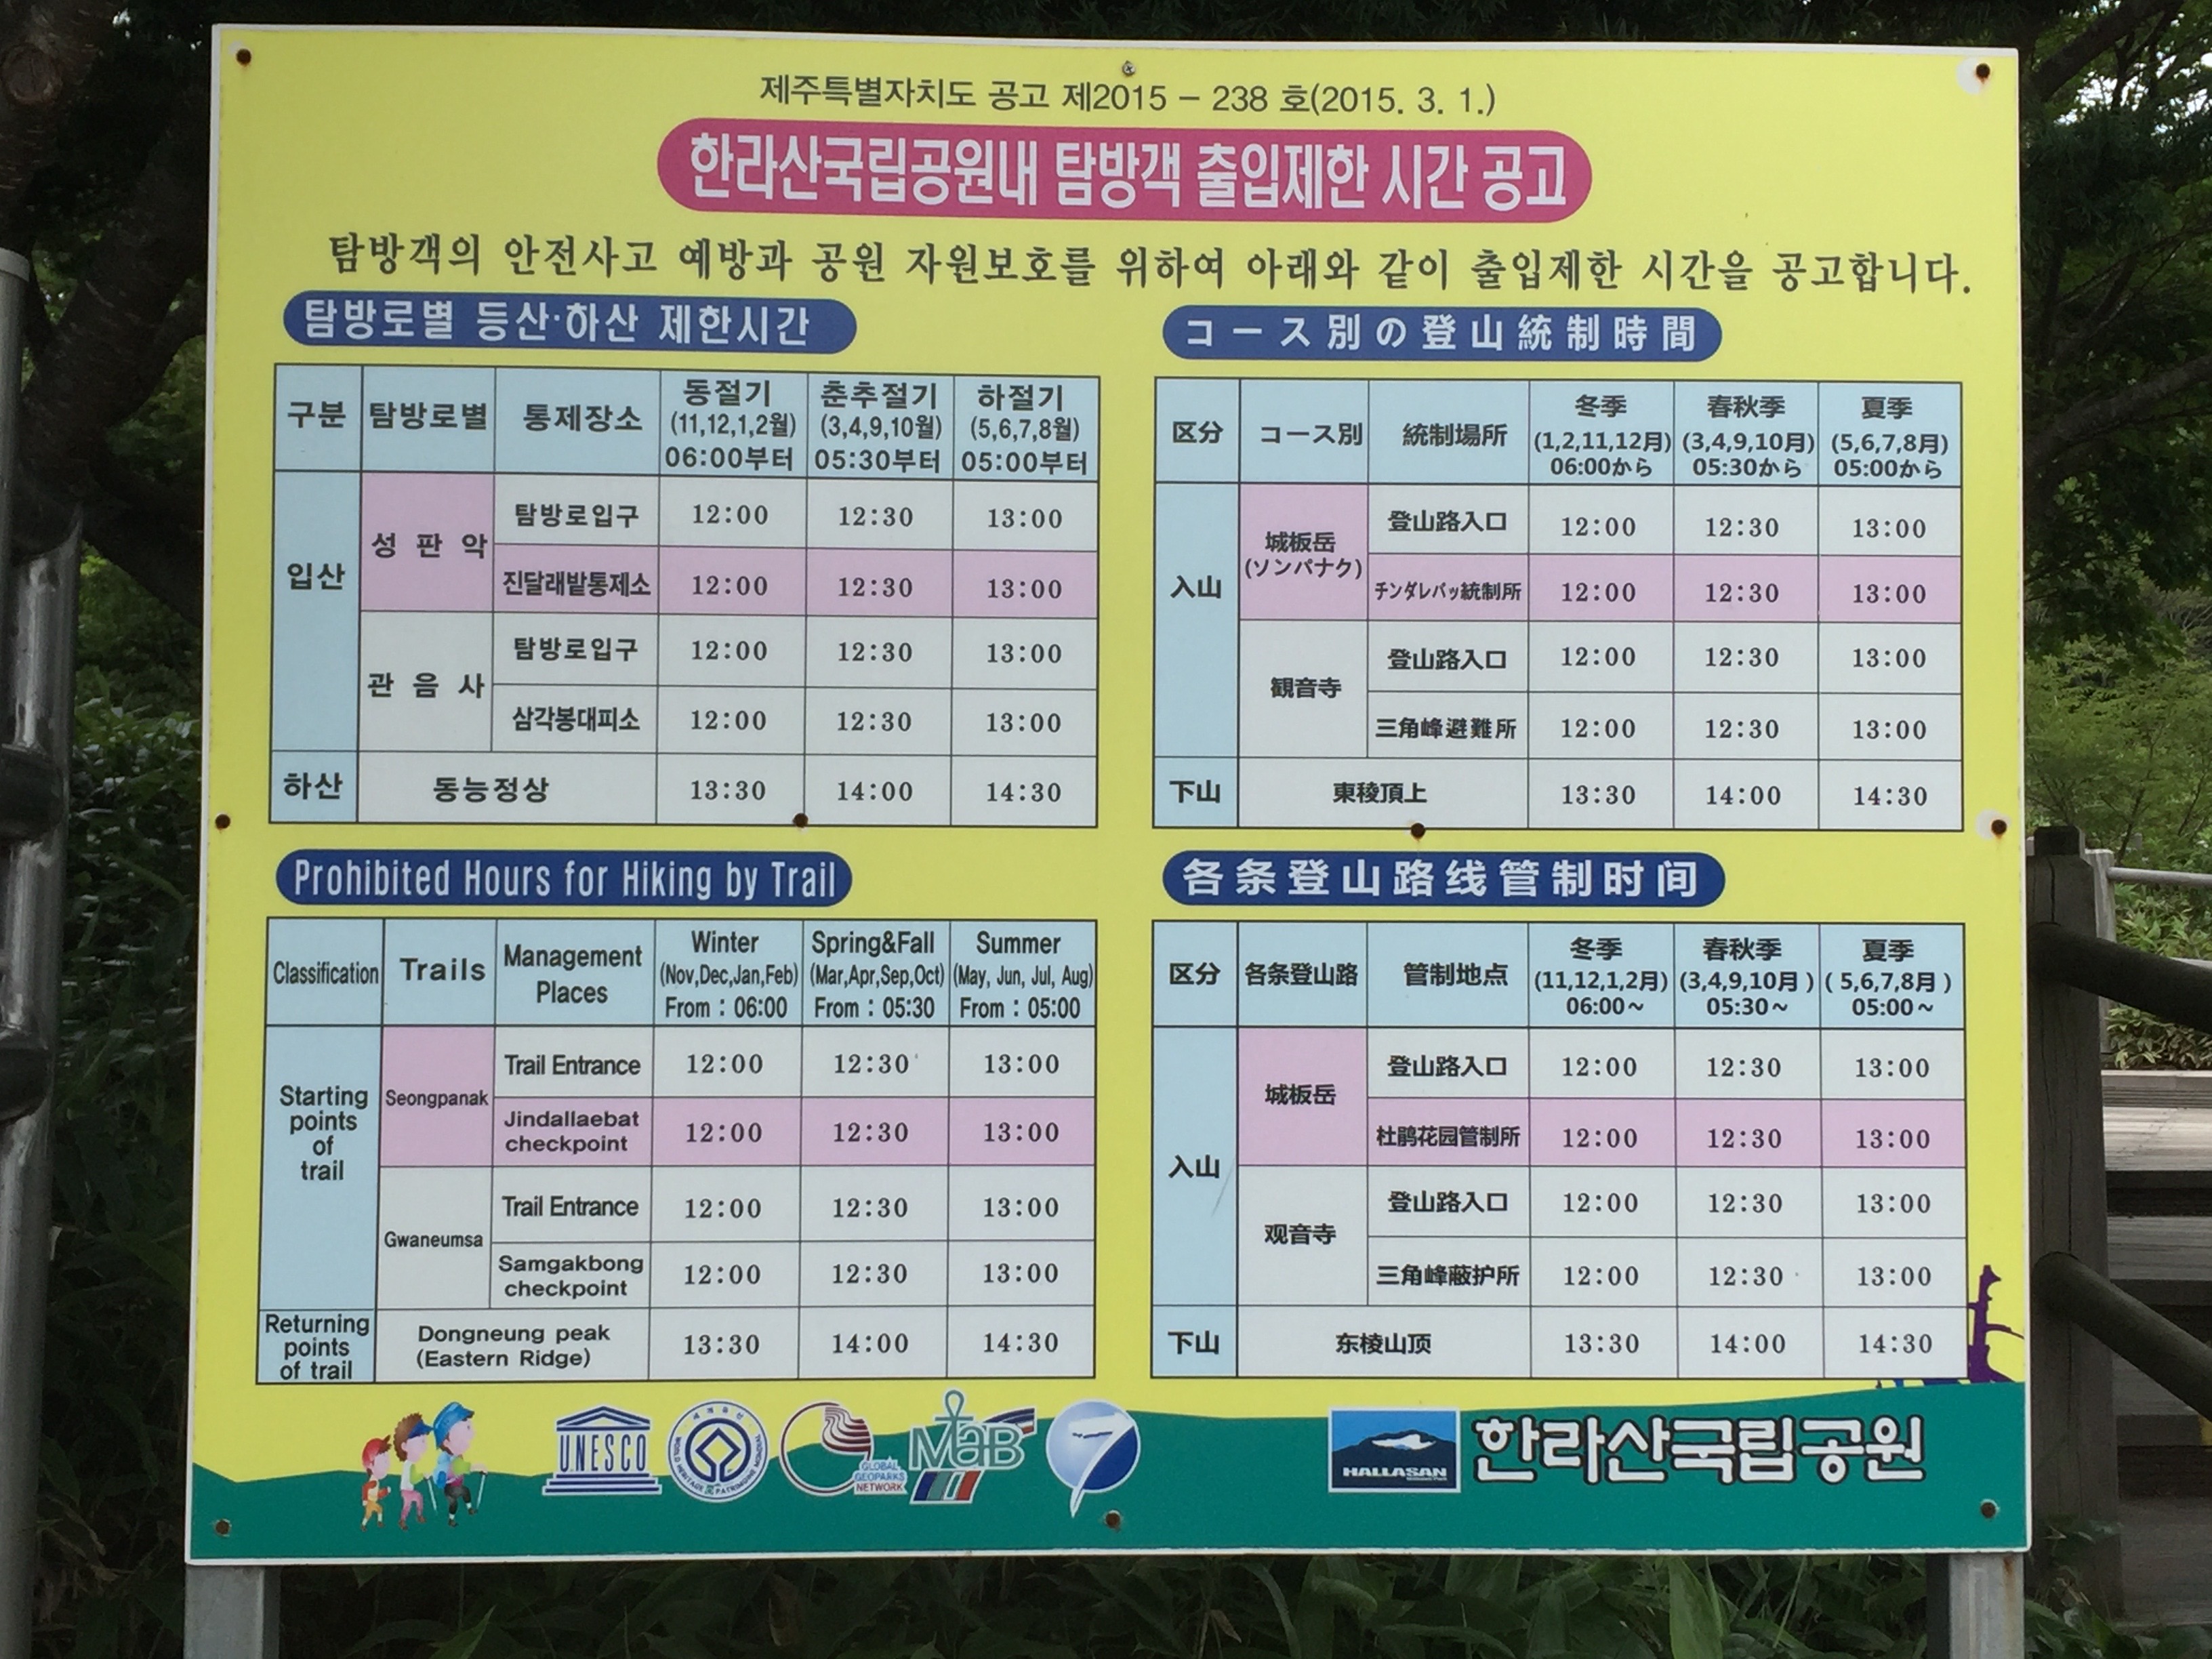 제주특별자치도 공고 제2015 - 238 호(2015. 3. 1.)
한라산국립공원내 탐방객 출입제한 시간 공고
탐방객의 안전사고 예방과 공원 자원보호를 위하여 아래와 같이 출입제한 시간을 공고합니다.
탐방로별 등산·하산 제한시간
구분 탐방로별 통제장소 동절기 (11,12,1,2월) 06:00부터 춘추절기 (3,4,9,10월) 05:30부터 하절기 (5,6,7,8월) 05:00부터
입산 성판악 탐방로입구 12:00 12:30 13:00
진달래밭통제소 12:00 12:30 13:00
관음사 탐방로입구 12:00 12:30 13:00
삼각봉대피소 12:00 12:30 13:00
하산 동능정상 13:30 14:00 14:30
コース別の登山統制時間
区分 コース別 統制場所 冬季 (1,2,11,12月) 06:00から 春秋季 (3,4,9,10月) 05:30から 夏季 (5,6,7,8月) 05:00から
入山 城板岳 (ソンパナク) 登山路入口 12:00 12:30 13:00
チンダレバッ統制所 12:00 12:30 13:00
観音寺 登山路入口 12:00 12:30 13:00
三角峰避難所 12:00 12:30 13:00
下山 東稜頂上 13:30 14:00 14:30
Prohibited Hours for Hiking by Trail
Classification Trails Management Places Winter (Nov,Dec,Jan,Feb) From : 06:00 Spring&Fall (Mar,Apr,Sep,Oct) From : 05:30 Summer (May, Jun, Jul, Aug) From : 05:00
Starting points of trail Seongpanak Trail Entrance 12:00 12:30 13:00
Jindallaebat checkpoint 12:00 12:30 13:00
Gwaneumsa Trail Entrance 12:00 12:30 13:00
Samgakbong checkpoint 12:00 12:30 13:00
Returning points of trail Dongneung peak (Eastern Ridge) 13:30 14:00 14:30
各条登山路线管制时间
区分 各条登山路 管制地点 冬季 (11,12,1,2月) 06:00~ 春秋季 (3,4,9,10月) 05:30~ 夏季 (5,6,7,8月) 05:00~
入山 城板岳 登山路入口 12:00 12:30 13:00
杜鹃花园管制所 12:00 12:30 13:00
观音寺 登山路入口 12:00 12:30 13:00
三角峰蔽护所 12:00 12:30 13:00
下山 东棱山顶 13:30 14:00 14:30
UNESCO
세계유산
WORLD HERITAGE PATRIMOINE MONDIAL
GLOBAL
GEOPARKS
NETWORK
MaB
7
HALLASAN
한라산국립공원